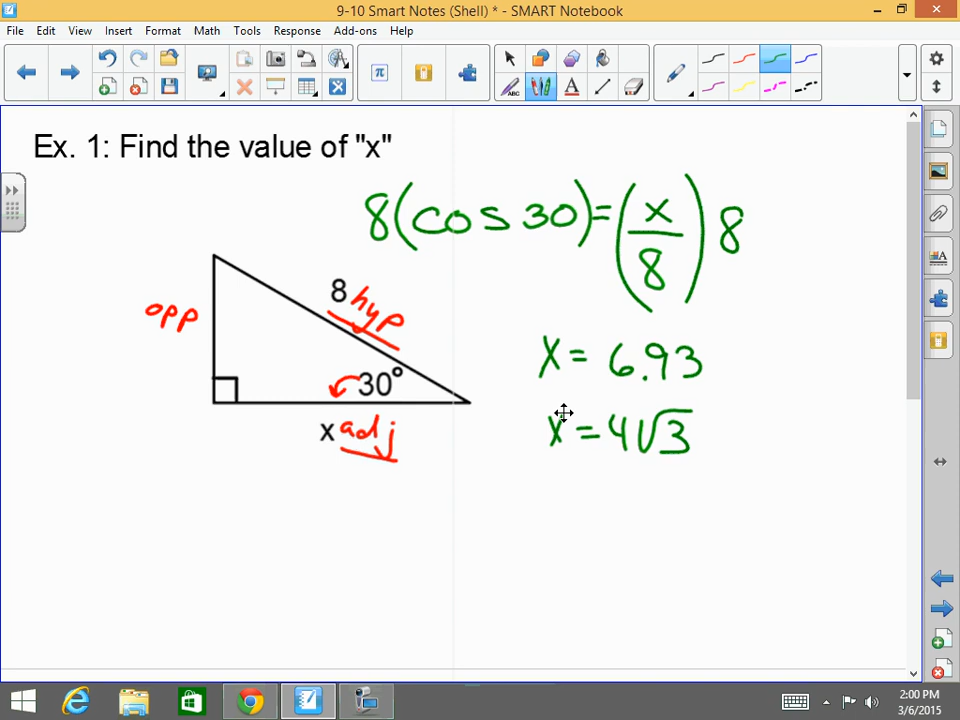 9-10 Smart Notes (Shell) * - SMART Notebook
File Edit View Insert Format Math Tools Response Add-ons Help
Ex. 1: Find the value of "x"
8(cos 30)=(x/8)8
8 hyp
opp
30°
x adj
x = 6.93
x = 4√3
2:00 PM
3/6/2015